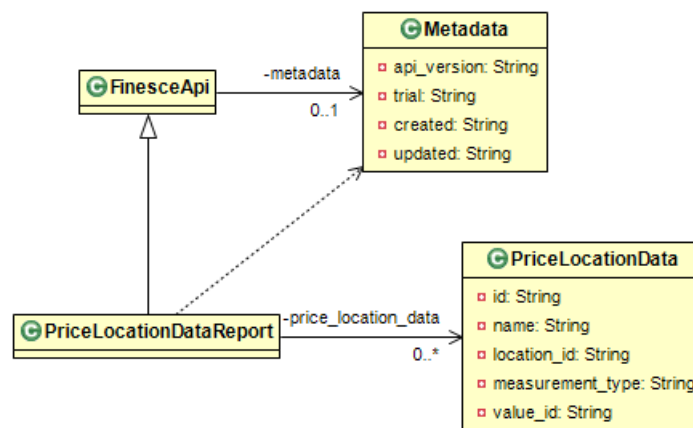 Metadata
api_version: String
trial: String
created: String
updated: String
FinesceApi
-metadata
0..1
PriceLocationData
id: String
name: String
location_id: String
measurement_type: String
value_id: String
PriceLocationDataReport
-price_location_data
0..*